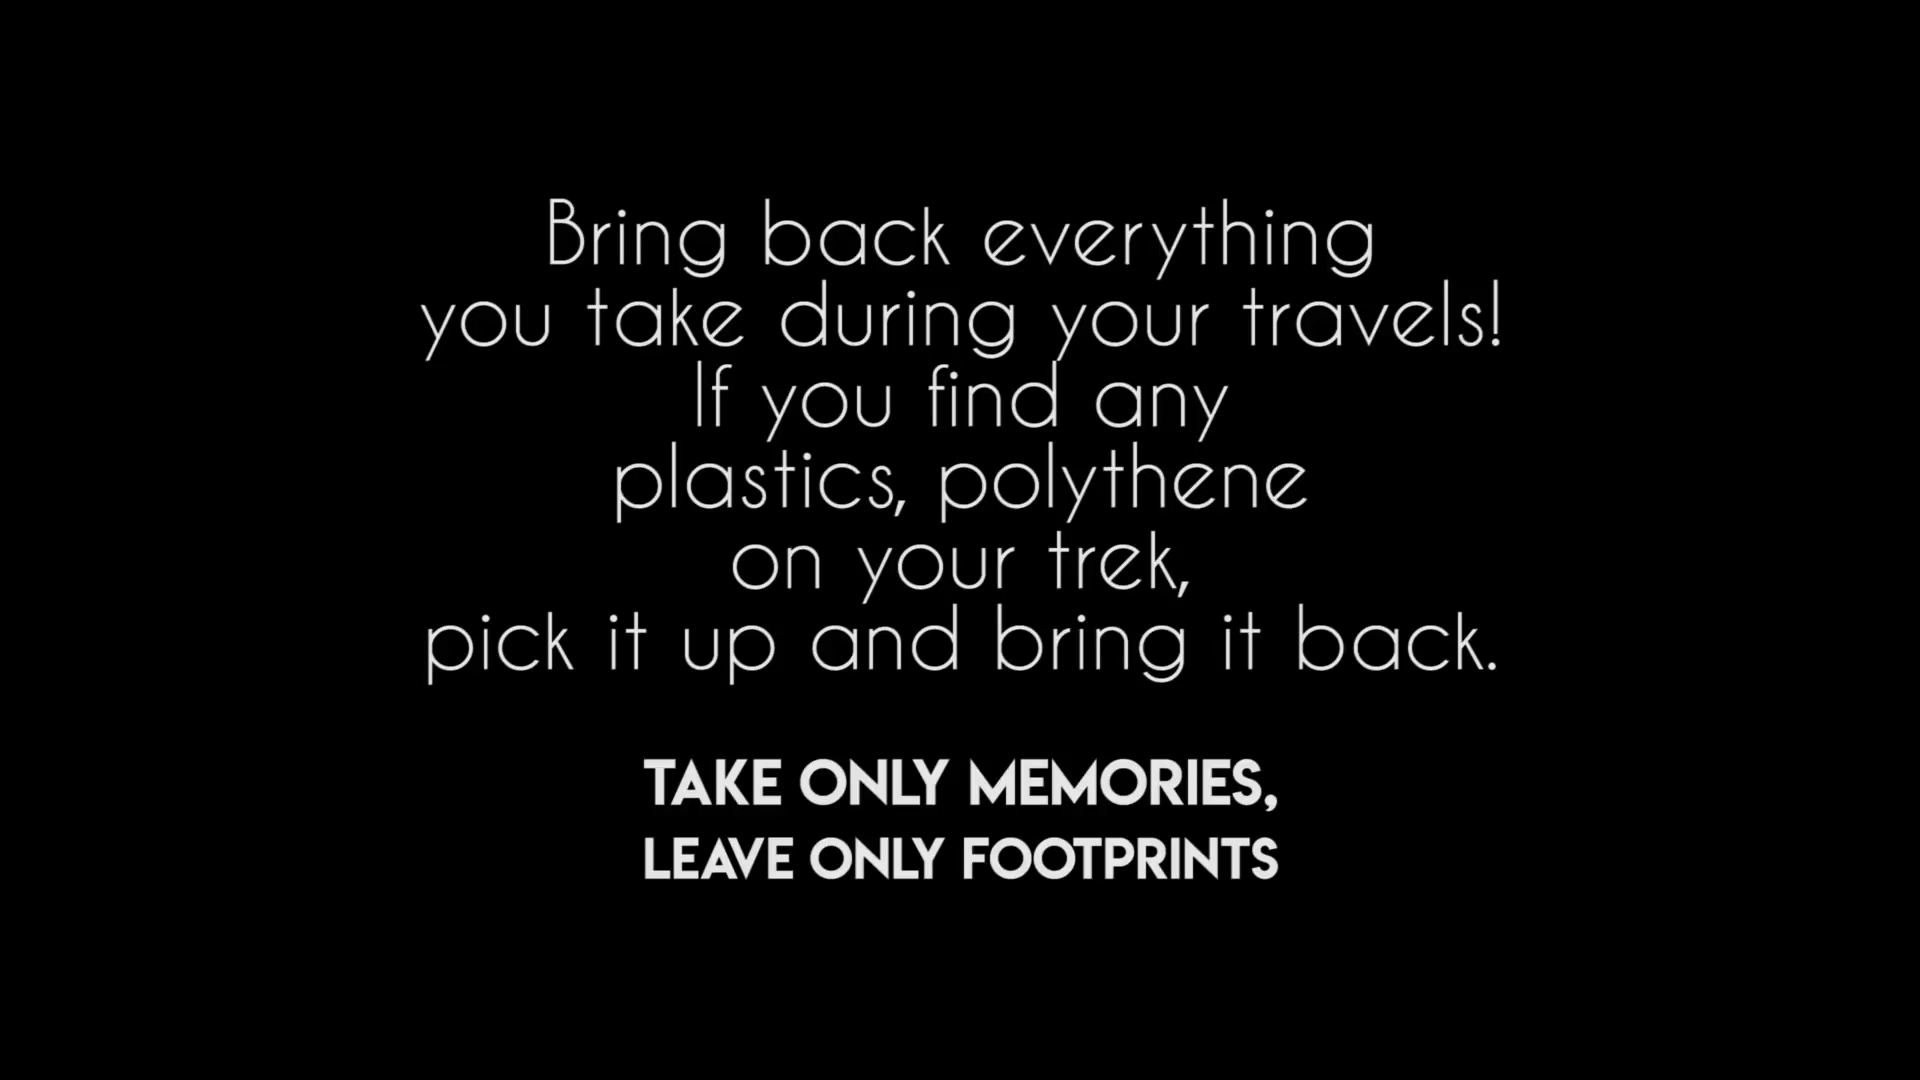 Bring back everything
you take during your travels!
If you find any
plastics, polythene
on your trek,
pick it up and bring it back.
TAKE ONLY MEMORIES,
LEAVE ONLY FOOTPRINTS